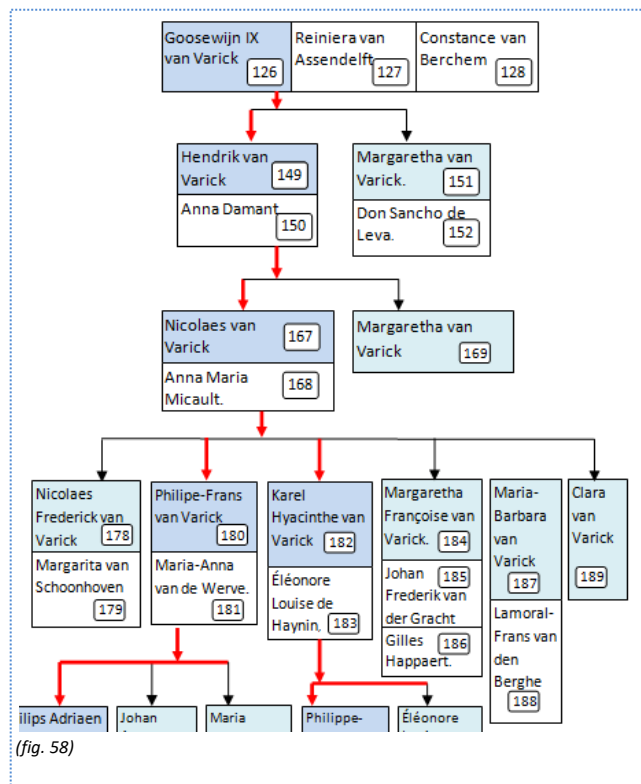 Goosewijn IX
van Varick
126
Reiniera van
Assendelft
127
Constance van
Berchem
128
Hendrik van
Varick
149
Anna Damant
150
Margaretha van
Varick.
151
Don Sancho de
Leva.
152
Nicolaes van
Varick
167
Anna Maria
Micault.
168
Margaretha van
Varick
169
Nicolaes
Frederick van
Varick
178
Margarita van
Schoonhoven
179
Philipe-Frans
van Varick
180
Maria-Anna
van de Werve.
181
Karel
Hyacinthe van
Varick
182
Éléonore
Louise de
Haynin,
183
Margaretha
Françoise van
Varick.
184
Johan
185
Frederik van
der Gracht
Gilles
186
Happaert.
Maria-
Barbara
van
Varick
187
Lamoral-
Frans van
den
Berghe
188
Clara
van
Varick
189
ilips Adriaen
Johan
Maria
Philippe-
Éléonore
(fig. 58)